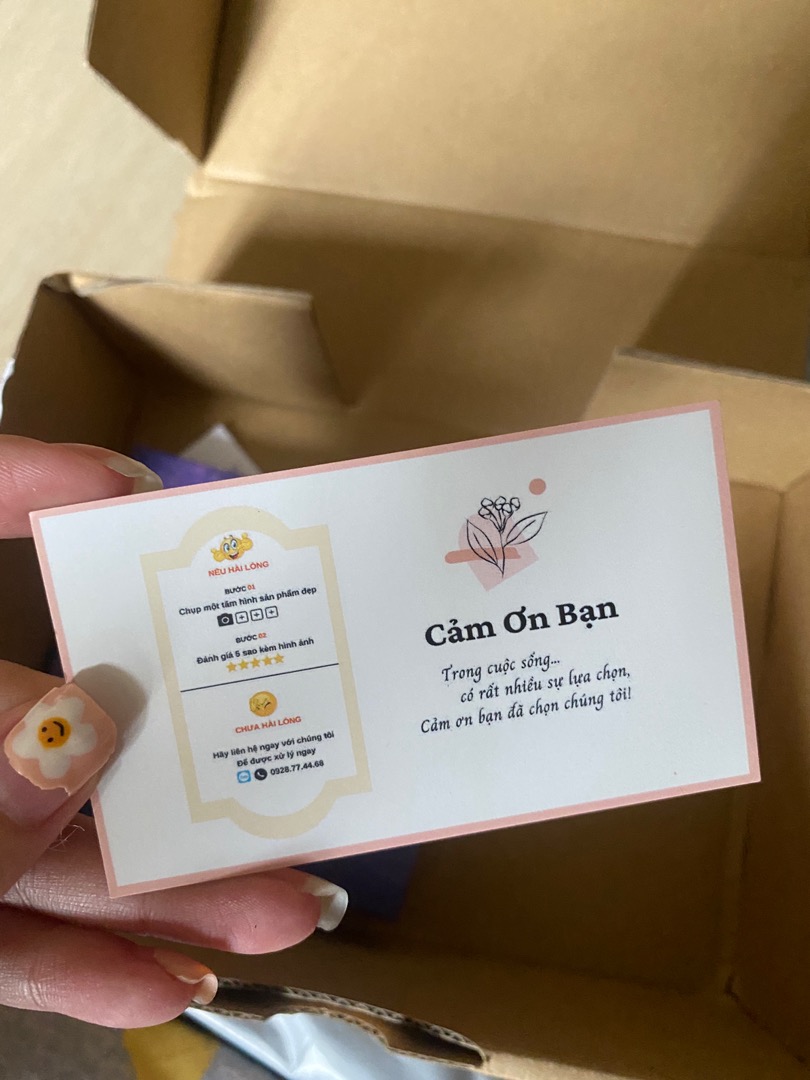 NẾU HÀI LÒNG
BƯỚC 01
Chụp một tấm hình sản phẩm đẹp
BƯỚC 02
Đánh giá 5 sao kèm hình ảnh
CHƯA HÀI LÒNG
Hãy liên hệ ngay với chúng tôi
Để được xử lý ngay
0928.77.44.68
Cảm Ơn Bạn
Trong cuộc sống...
có rất nhiều sự lựa chọn,
Cảm ơn bạn đã chọn chúng tôi!